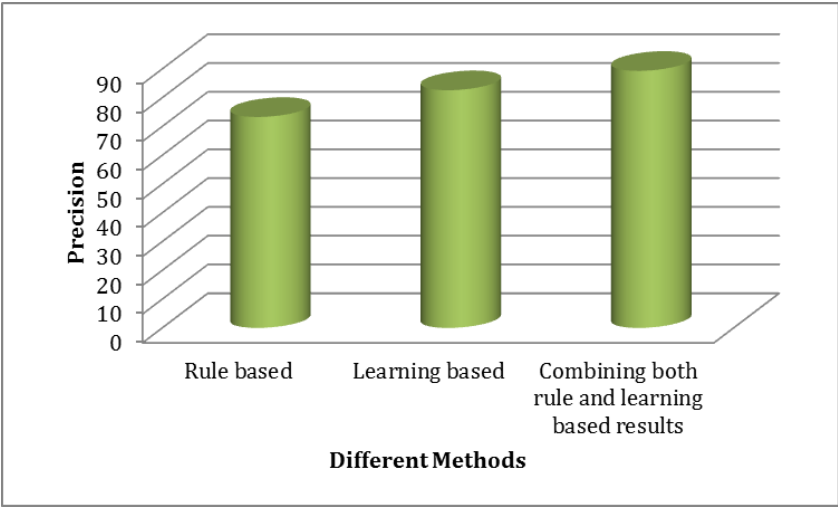 90
80
70
60
50
40
30
20
10
0
Precision
Rule based
Learning based
Combining both
rule and learning
based results
Different Methods